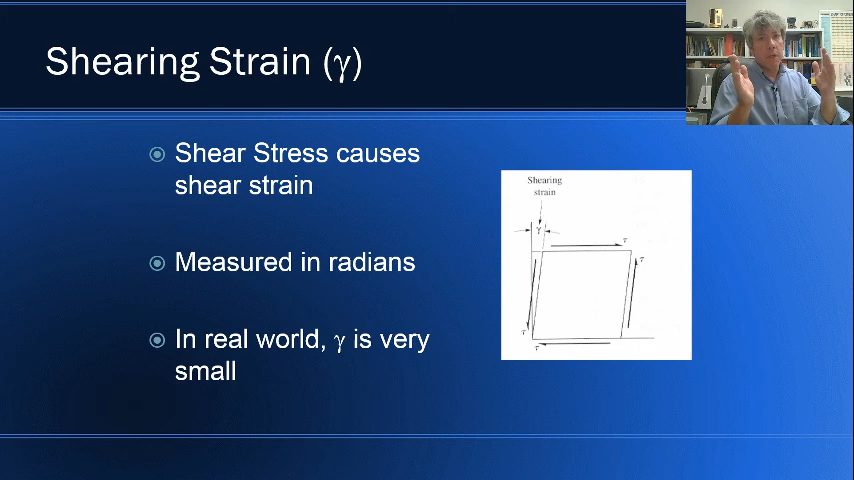 Shearing Strain (γ)
Shear Stress causes
shear strain
Measured in radians
In real world, γ is very
small
Shearing
strain
γ
τ
τ
τ
τ